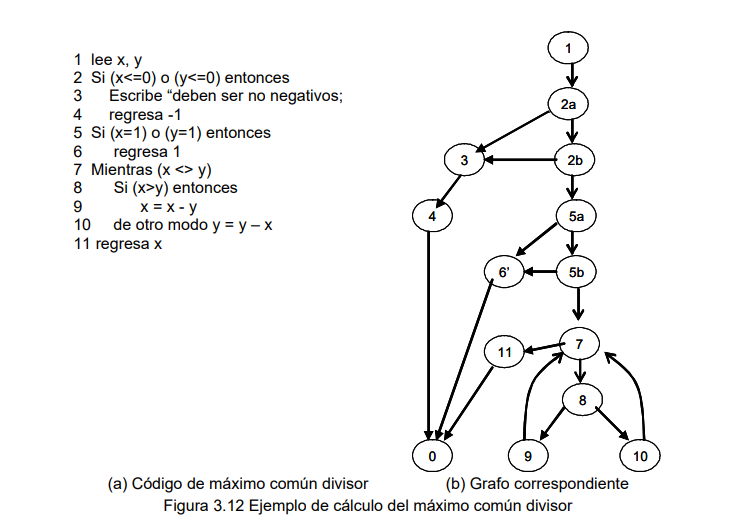 1 lee x, y
2 Si (x<=0) o (y<=0) entonces
3 Escribe “deben ser no negativos;
4 regresa -1
5 Si (x=1) o (y=1) entonces
6 regresa 1
7 Mientras (x <> y)
8 Si (x>y) entonces
9 x = x - y
10 de otro modo y = y – x
11 regresa x
1
2a
3
2b
4
5a
6’
5b
11
7
8
0
9
10
(a) Código de máximo común divisor
(b) Grafo correspondiente
Figura 3.12 Ejemplo de cálculo del máximo común divisor